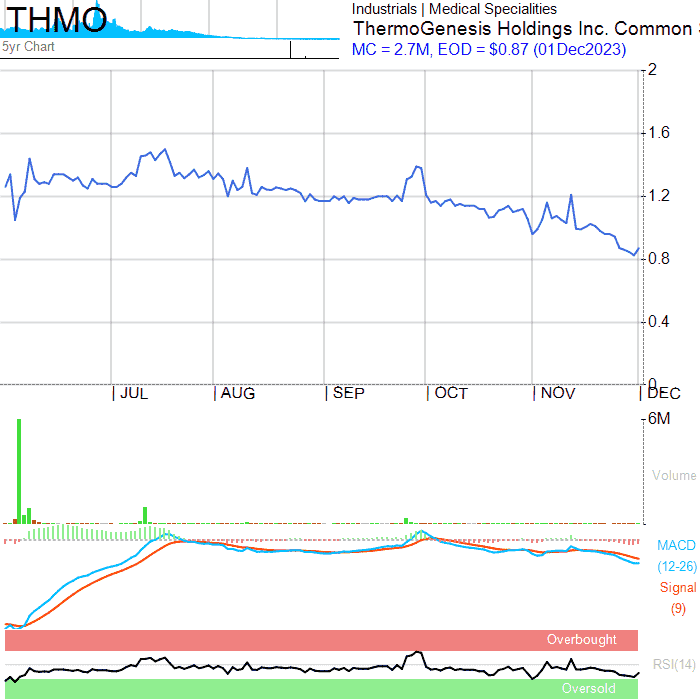 THMO
5yr Chart
Industrials | Medical Specialities
ThermoGenesis Holdings Inc. Common
MC = 2.7M, EOD = $0.87 (01Dec2023)
2
1.6
1.2
0.8
0.4
0
| JUL | AUG | SEP | OCT | NOV | DEC
6M
Volume
MACD
(12-26)
Signal
(9)
Overbought
RSI(14)
Oversold